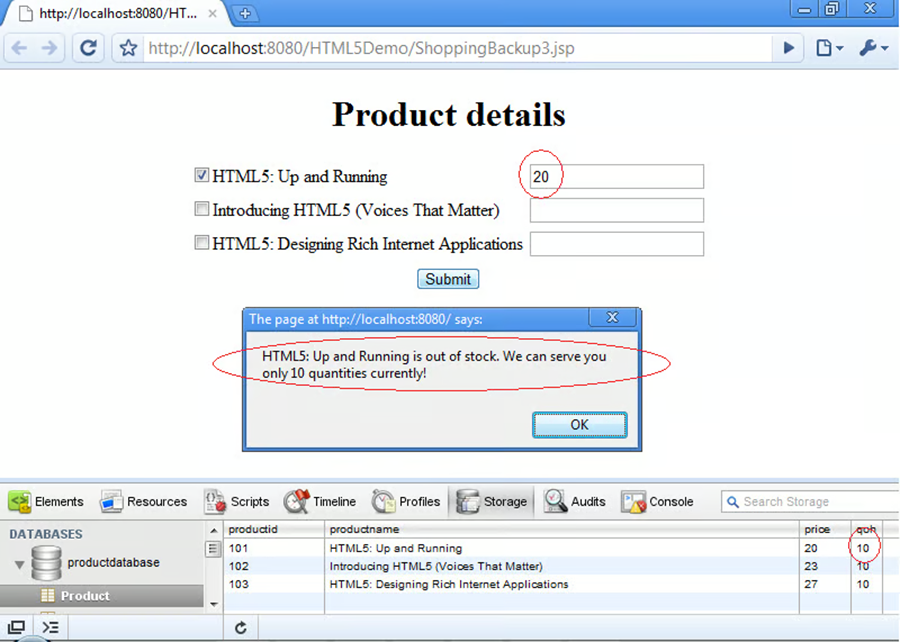 http://localhost:8080/HT...
http://localhost:8080/HTML5Demo/ShoppingBackup3.jsp
Product details
HTML5: Up and Running 20
Introducing HTML5 (Voices That Matter)
HTML5: Designing Rich Internet Applications
Submit
The page at http://localhost:8080/ says:
HTML5: Up and Running is out of stock. We can serve you
only 10 quantities currently!
OK
Elements Resources Scripts Timeline Profiles Storage Audits Console Search Storage
DATABASES
productdatabase
Product
productid productname price qoh
101 HTML5: Up and Running 20 10
102 Introducing HTML5 (Voices That Matter) 23 10
103 HTML5: Designing Rich Internet Applications 27 10